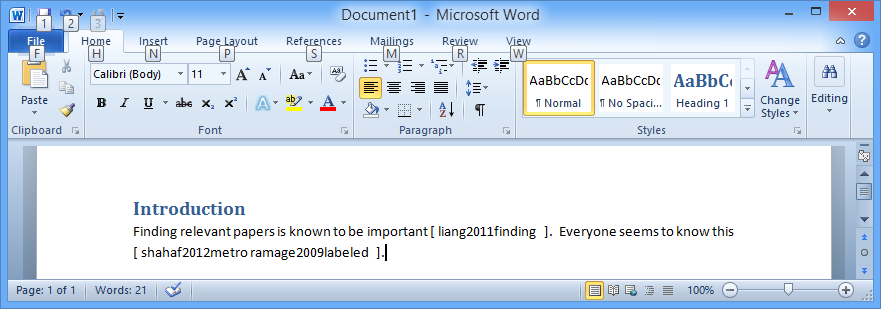 Document1 - Microsoft Word
1 2 3
File Home Insert Page Layout References Mailings Review View
F H N P S M R W
Calibri (Body) 11 A A Aa A
AaBbCcDc AaBbCcDc AaBbCc A
Paste B I U abc x₂ x² A ab A
¶ Normal ¶ No Spaci... Heading 1 Change Styles Editing
Clipboard Font Paragraph Styles
Introduction
Finding relevant papers is known to be important [ liang2011finding ]. Everyone seems to know this
[ shahaf2012metro ramage2009labeled ].
Page: 1 of 1 Words: 21 100%